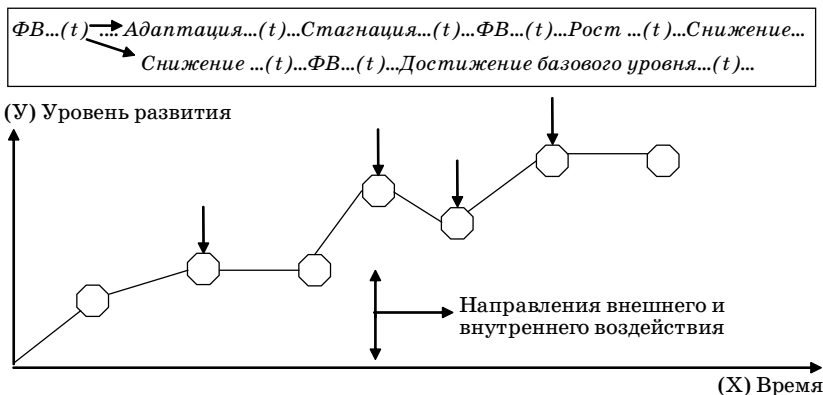 ФВ...(t) .... Адаптация...(t)...Стагнация...(t)...ФВ...(t)...Рост ...(t)...Снижение...
Снижение ...(t)...ФВ...(t)...Достижение базового уровня...(t)...
(У) Уровень развития
Направления внешнего и
внутреннего воздействия
(Х) Время